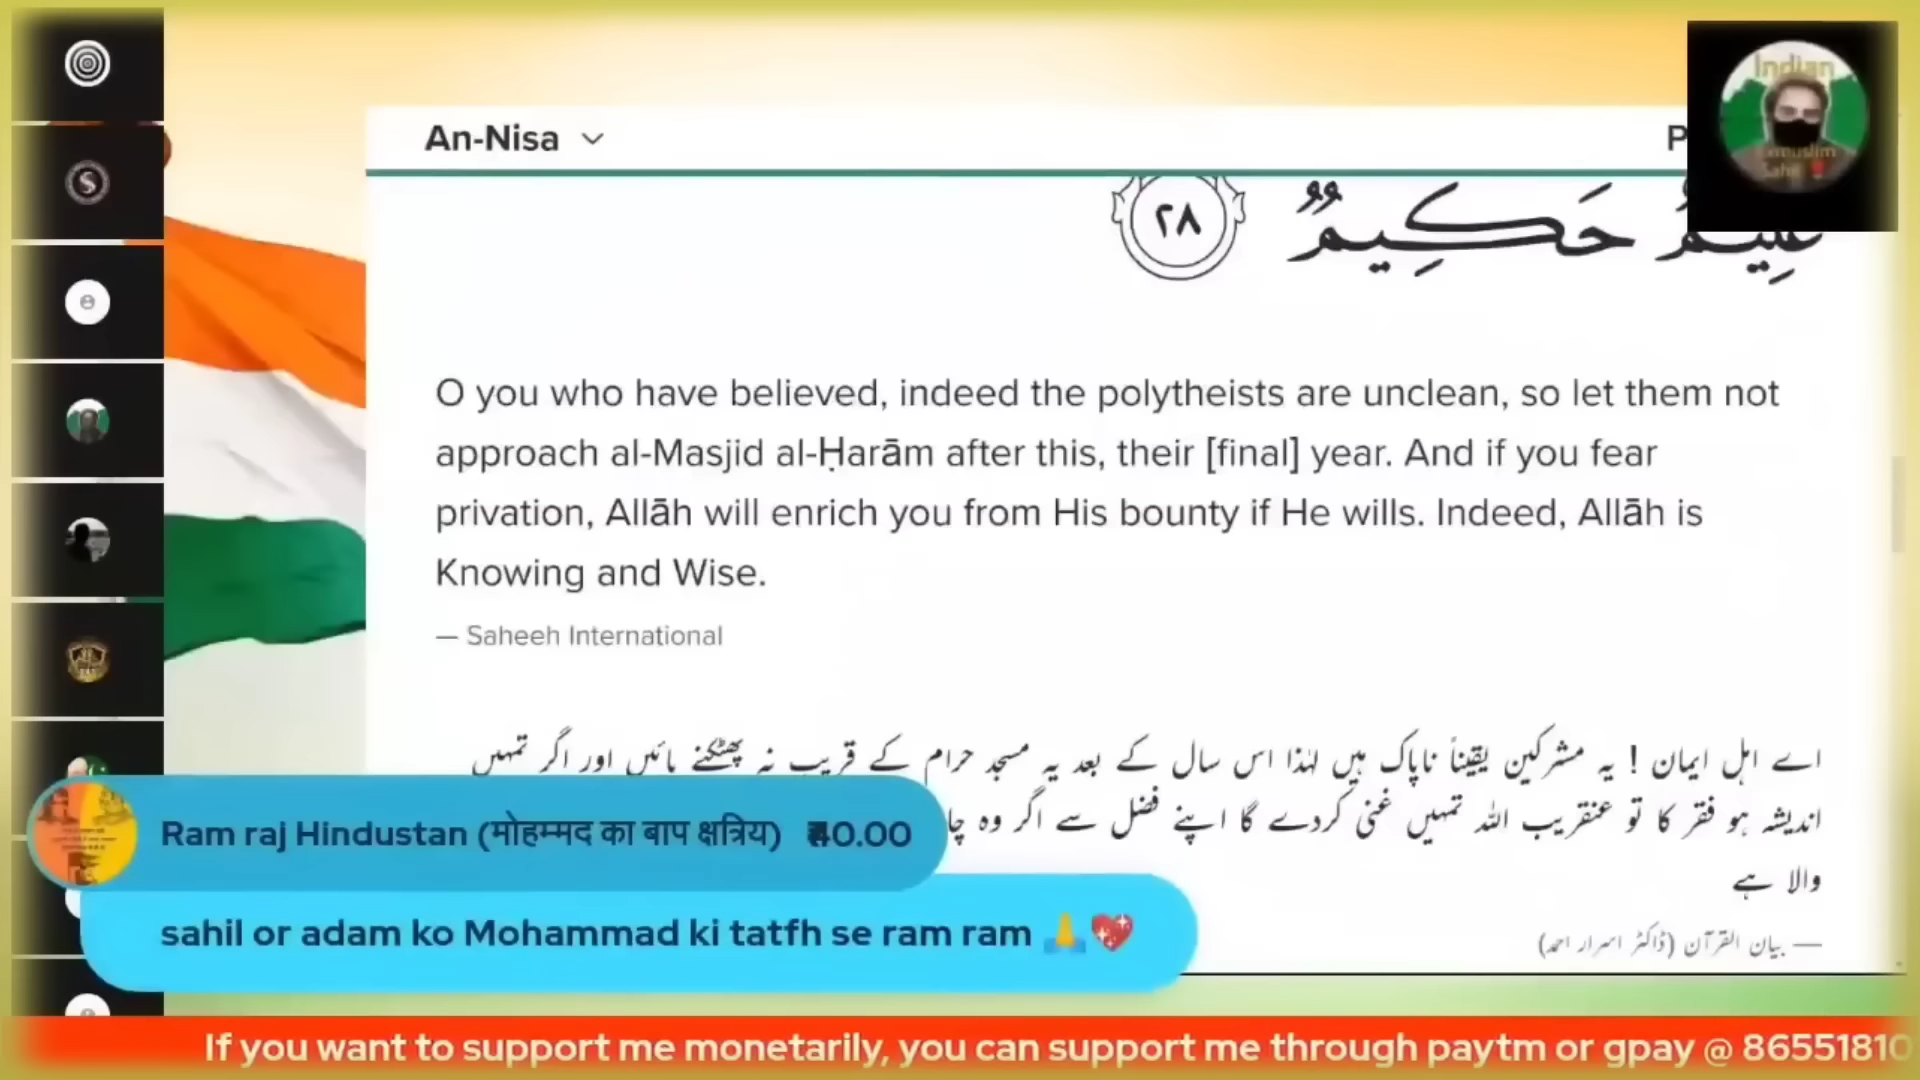 Indian
Exmuslim
Sahil
An-Nisa
P
عَلِيمٌ حَكِيمٌ ٢٨
O you who have believed, indeed the polytheists are unclean, so let them not
approach al-Masjid al-Ḥarām after this, their [final] year. And if you fear
privation, Allāh will enrich you from His bounty if He wills. Indeed, Allāh is
Knowing and Wise.
— Saheeh International
اے اہل ایمان ! یہ مشرکین یقیناً ناپاک ہیں لہٰذا اس سال کے بعد یہ مسجد حرام کے قریب نہ پھٹکنے پائیں اور اگر تمہیں
اندیشہ ہو فقر کا تو عنقریب اللہ تمہیں غنی کردے گا اپنے فضل سے اگر وہ
والا ہے
— بیان القرآن (ڈاکٹر اسرار احمد)
Ram raj Hindustan (मोहम्मद का बाप क्षत्रिय) ₹40.00
sahil or adam ko Mohammad ki tatfh se ram ram 🙏💖
If you want to support me monetarily, you can support me through paytm or gpay @ 86551810